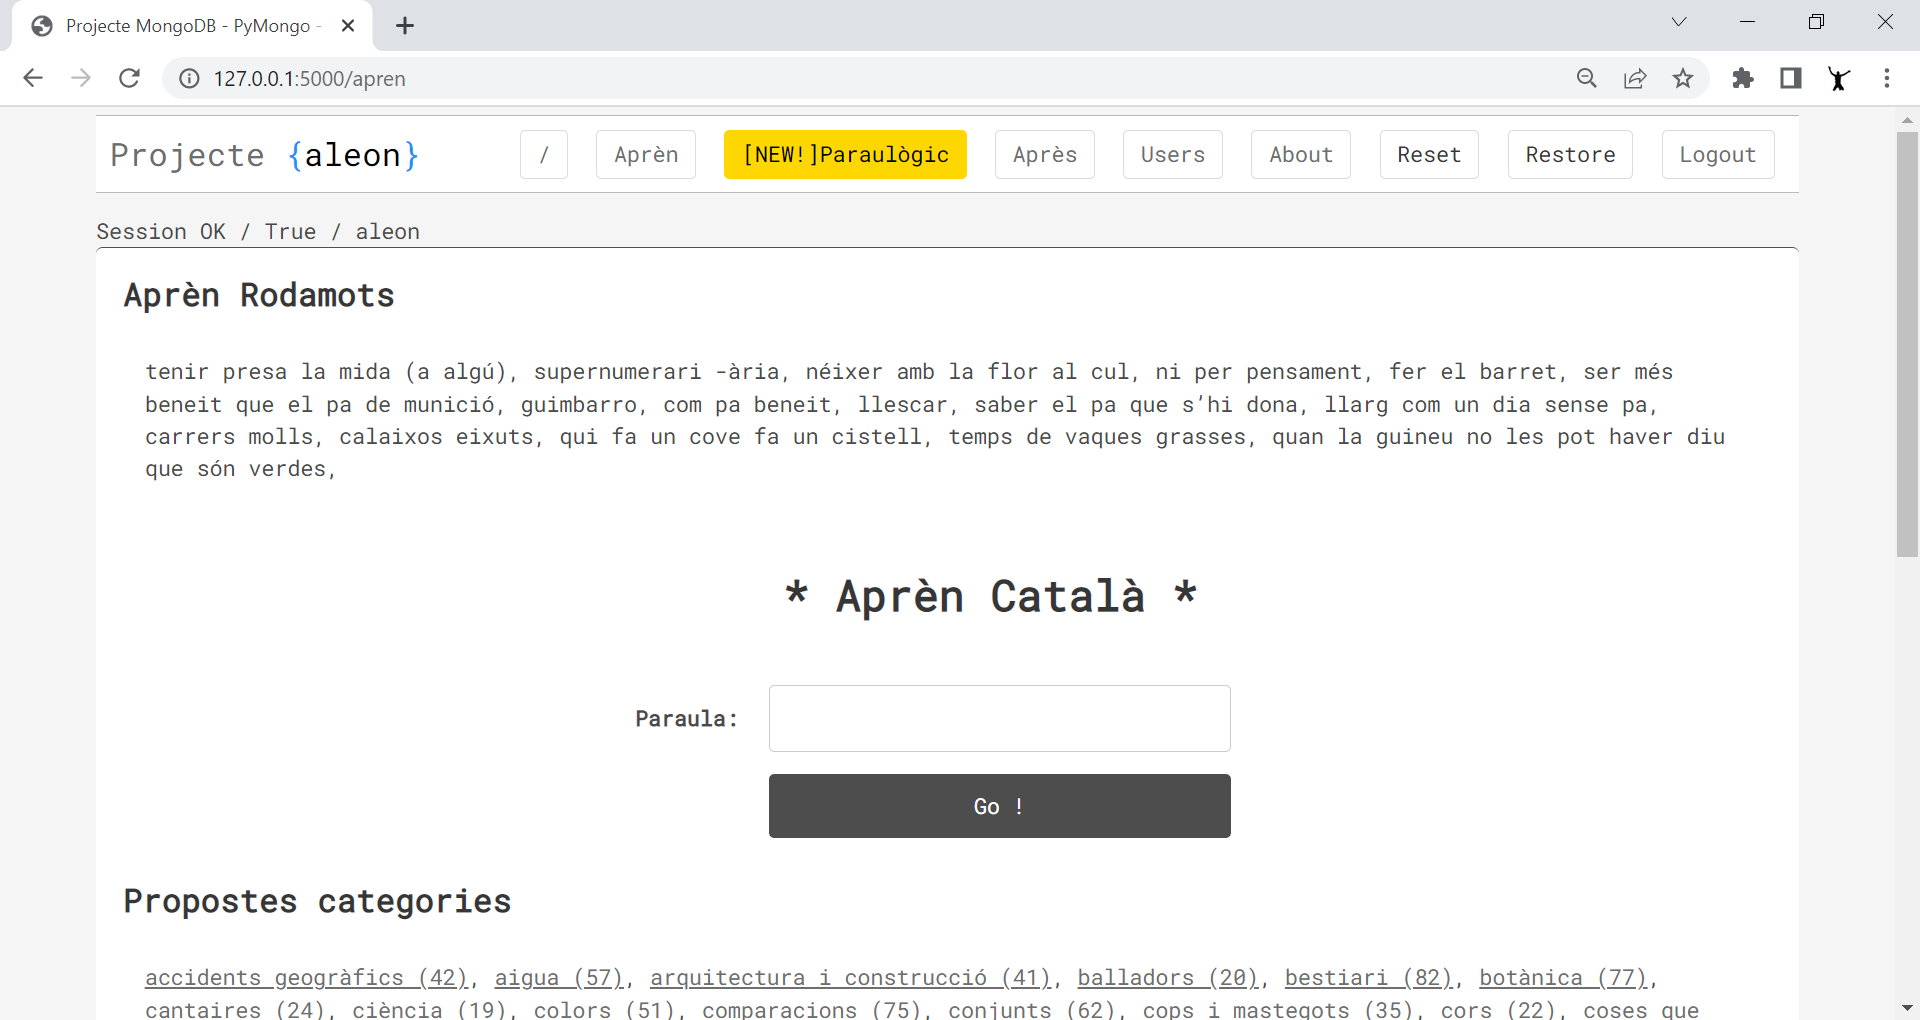 Projecte MongoDB - PyMongo -
127.0.0.1:5000/apren
Projecte {aleon} / Aprèn [NEW!]Paraulògic Après Users About Reset Restore Logout
Session OK / True / aleon
Aprèn Rodamots
tenir presa la mida (a algú), supernumerari -ària, néixer amb la flor al cul, ni per pensament, fer el barret, ser més
beneit que el pa de munició, guimbarro, com pa beneit, llescar, saber el pa que s’hi dona, llarg com un dia sense pa,
carrers molls, calaixos eixuts, qui fa un cove fa un cistell, temps de vaques grasses, quan la guineu no les pot haver diu
que són verdes,
* Aprèn Català *
Paraula:
Go !
Propostes categories
accidents geogràfics (42), aigua (57), arquitectura i construcció (41), balladors (20), bestiari (82), botànica (77),
cantaires (24), ciència (19), colors (51), comparacions (75), conjunts (62), cops i mastegots (35), cors (22), coses que